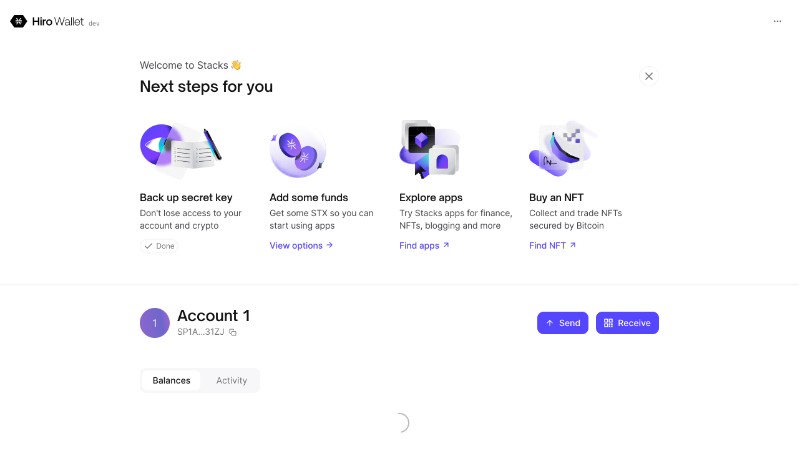 Hiro Wallet dev
...
Welcome to Stacks 👋
Next steps for you
Back up secret key
Don't lose access to your
account and crypto
Done
Add some funds
Get some STX so you can
start using apps
View options →
Explore apps
Try Stacks apps for finance,
NFTs, blogging and more
Find apps ↗
Buy an NFT
Collect and trade NFTs
secured by Bitcoin
Find NFT ↗
1
Account 1
SP1A...31ZJ
↑ Send
Receive
Balances
Activity